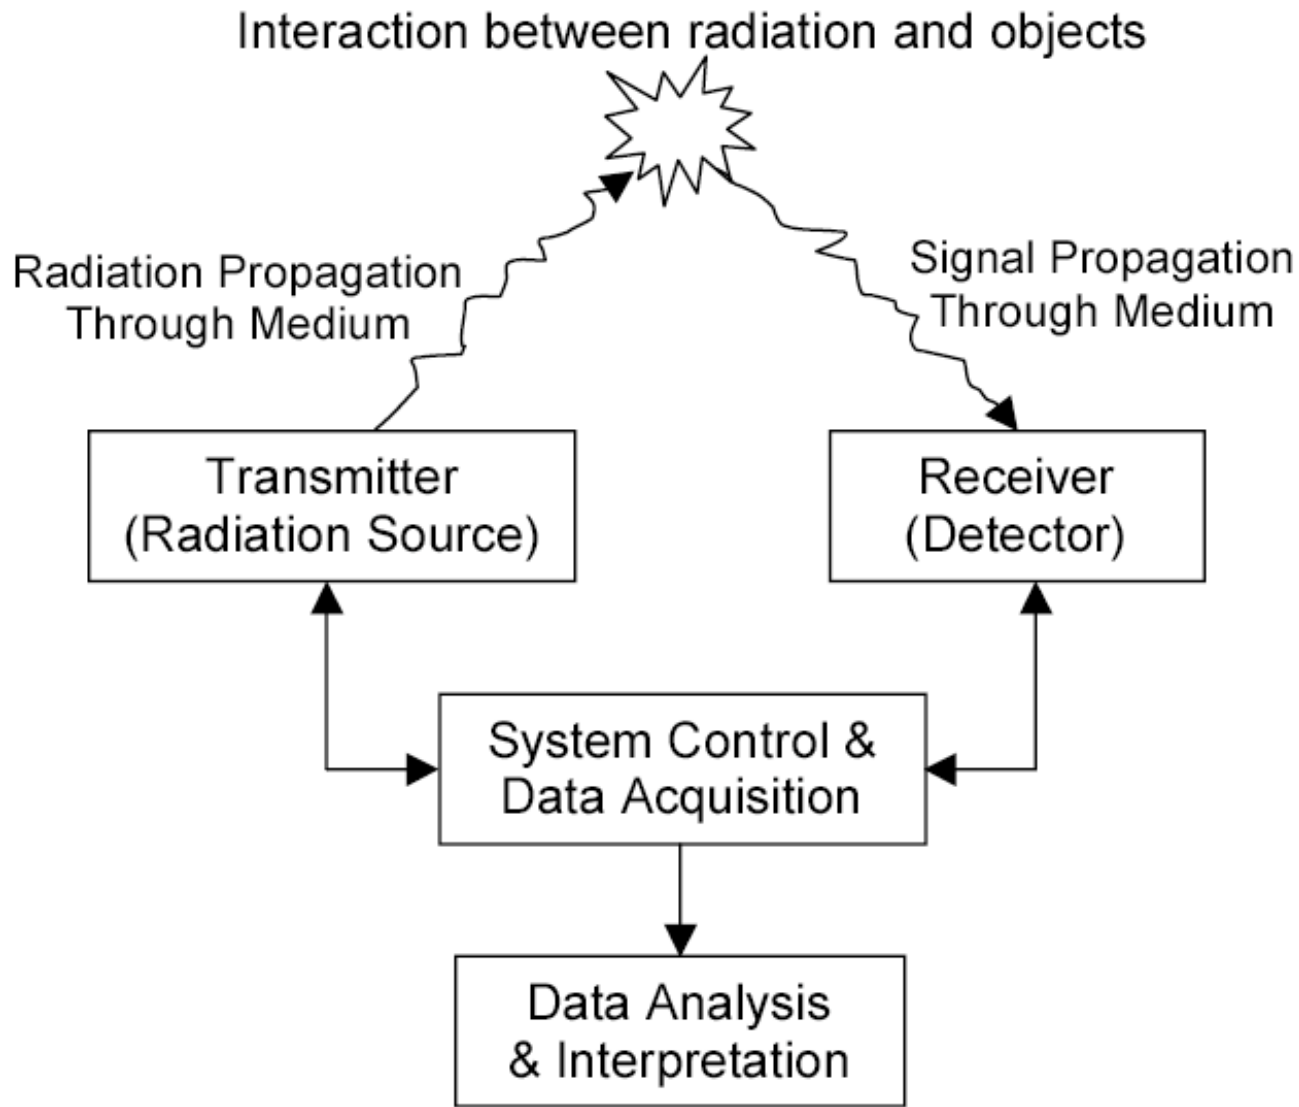 Interaction between radiation and objects
Radiation Propagation
Through Medium
Signal Propagation
Through Medium
Transmitter
(Radiation Source)
Receiver
(Detector)
System Control &
Data Acquisition
Data Analysis
& Interpretation